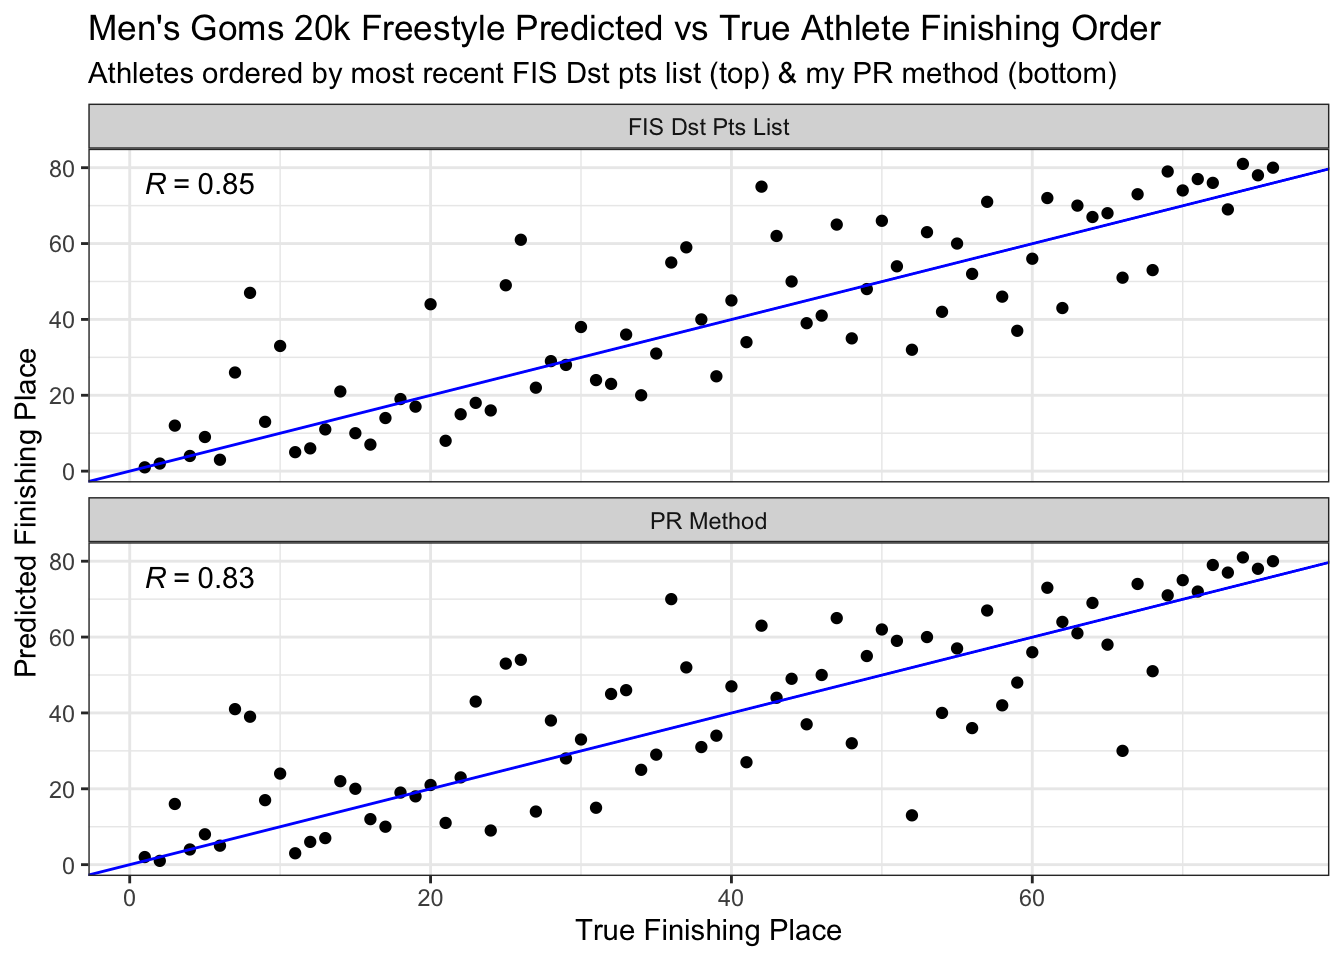 Men's Goms 20k Freestyle Predicted vs True Athlete Finishing Order
Athletes ordered by most recent FIS Dst pts list (top) & my PR method (bottom)
FIS Dst Pts List
R = 0.85
80
60
40
20
0
Predicted Finishing Place
PR Method
R = 0.83
80
60
40
20
0
0 20 40 60
True Finishing Place